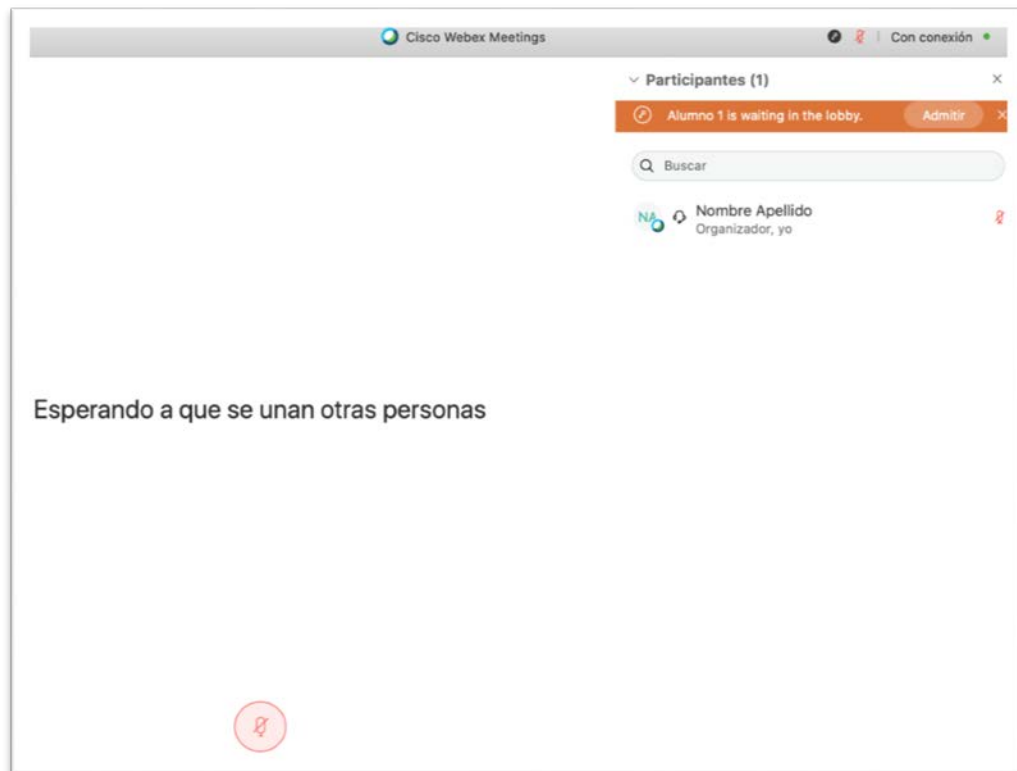 Cisco Webex Meetings
Con conexión
Participantes (1)
Alumno 1 is waiting in the lobby.
Admitir
Buscar
NA
Nombre Apellido
Organizador, yo
Esperando a que se unan otras personas